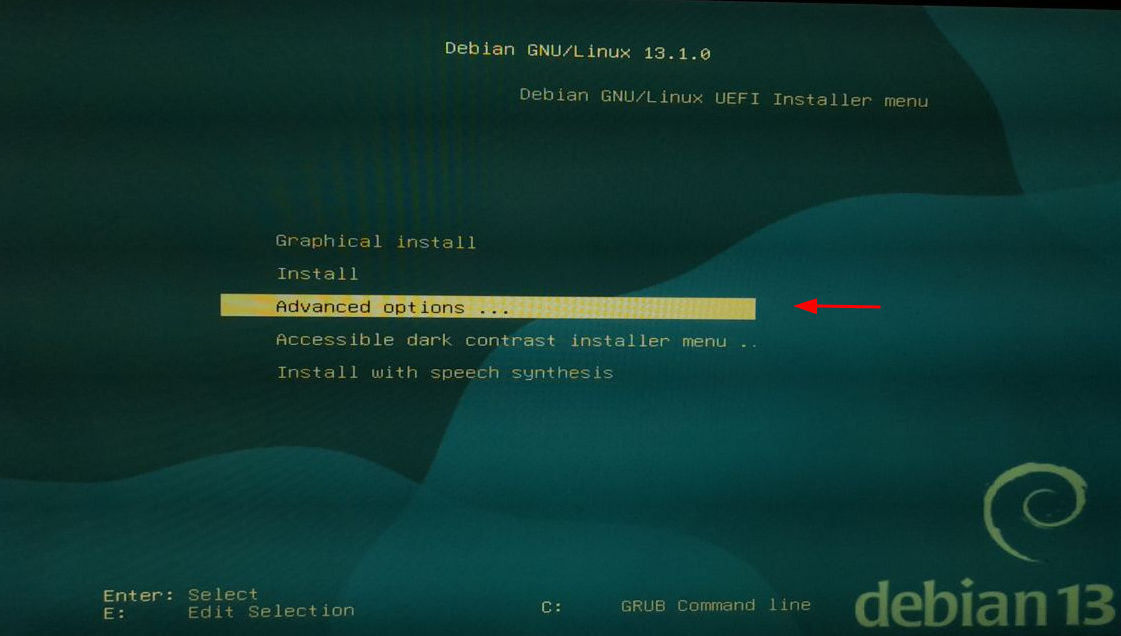 Debian GNU/Linux 13.1.0
Debian GNU/Linux UEFI Installer menu
Graphical install
Install
Advanced options ...
Accessible dark contrast installer menu ..
Install with speech synthesis
Enter: Select
E: Edit Selection
C: GRUB Command line
debian 13